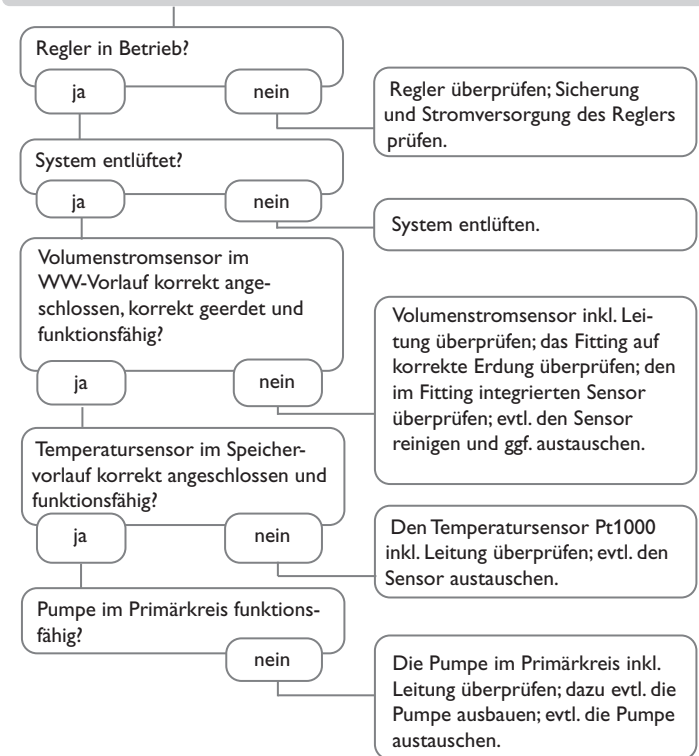 Regler in Betrieb?
ja
nein
Regler überprüfen; Sicherung
und Stromversorgung des Reglers
prüfen.
System entlüftet?
ja
nein
System entlüften.
Volumenstromsensor im
WW-Vorlauf korrekt ange-
schlossen, korrekt geerdet und
funktionsfähig?
ja
nein
Volumenstromsensor inkl. Lei-
tung überprüfen; das Fitting auf
korrekte Erdung überprüfen; den
im Fitting integrierten Sensor
überprüfen; evtl. den Sensor
reinigen und ggf. austauschen.
Temperatursensor im Speicher-
vorlauf korrekt angeschlossen und
funktionsfähig?
ja
nein
Den Temperatursensor Pt1000
inkl. Leitung überprüfen; evtl. den
Sensor austauschen.
Pumpe im Primärkreis funktions-
fähig?
nein
Die Pumpe im Primärkreis inkl.
Leitung überprüfen; dazu evtl. die
Pumpe ausbauen; evtl. die Pumpe
austauschen.